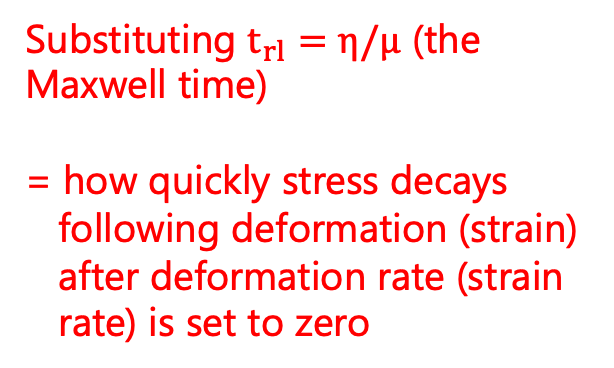 Substituting t_rl = η/μ (the
Maxwell time)
= how quickly stress decays
following deformation (strain)
after deformation rate (strain
rate) is set to zero